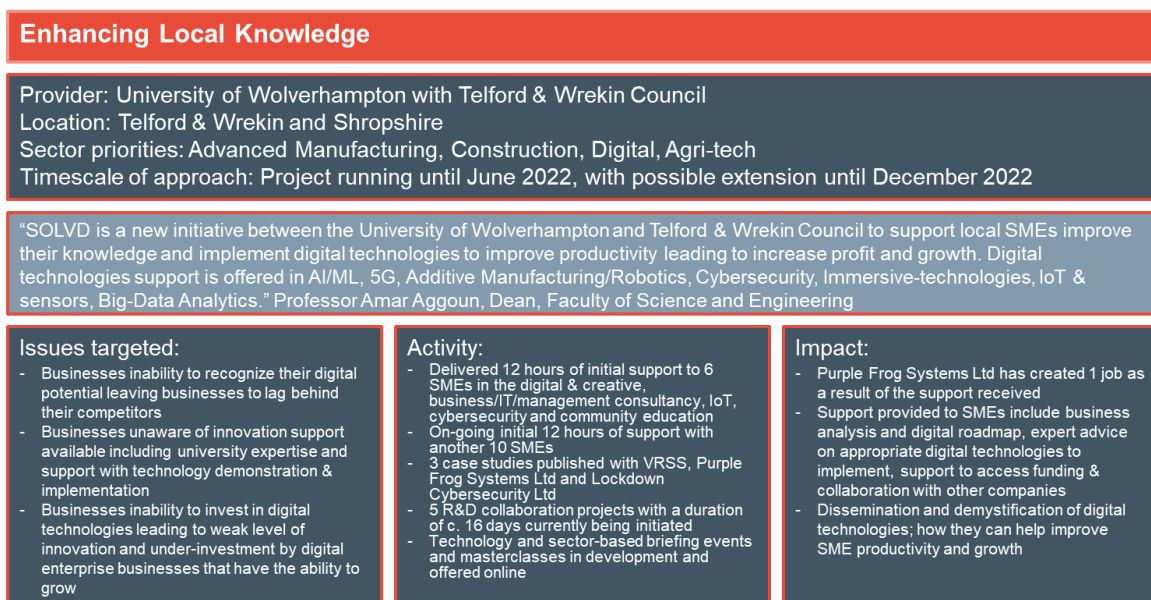 Enhancing Local Knowledge
Provider: University of Wolverhampton with Telford & Wrekin Council
Location: Telford & Wrekin and Shropshire
Sector priorities: Advanced Manufacturing, Construction, Digital, Agri-tech
Timescale of approach: Project running until June 2022, with possible extension until December 2022
“SOLVD is a new initiative between the University of Wolverhampton and Telford & Wrekin Council to support local SMEs improve
their knowledge and implement digital technologies to improve productivity leading to increase profit and growth. Digital
technologies support is offered in AI/ML, 5G, Additive Manufacturing/Robotics, Cybersecurity, Immersive-technologies, IoT &
sensors, Big-Data Analytics.” Professor Amar Aggoun, Dean, Faculty of Science and Engineering
Issues targeted:
- Businesses inability to recognize their digital
potential leaving businesses to lag behind
their competitors
- Businesses unaware of innovation support
available including university expertise and
support with technology demonstration &
implementation
- Businesses inability to invest in digital
technologies leading to weak level of
innovation and under-investment by digital
enterprise businesses that have the ability to
grow
Activity:
- Delivered 12 hours of initial support to 6
SMEs in the digital & creative,
business/IT/management consultancy, IoT,
cybersecurity and community education
- On-going initial 12 hours of support with
another 10 SMEs
- 3 case studies published with VRSS, Purple
Frog Systems Ltd and Lockdown
Cybersecurity Ltd
- 5 R&D collaboration projects with a duration
of c. 16 days currently being initiated
- Technology and sector-based briefing events
and masterclasses in development and
offered online
Impact:
- Purple Frog Systems Ltd has created 1 job as
a result of the support received
- Support provided to SMEs include business
analysis and digital roadmap, expert advice
on appropriate digital technologies to
implement, support to access funding &
collaboration with other companies
- Dissemination and demystification of digital
technologies; how they can help improve
SME productivity and growth